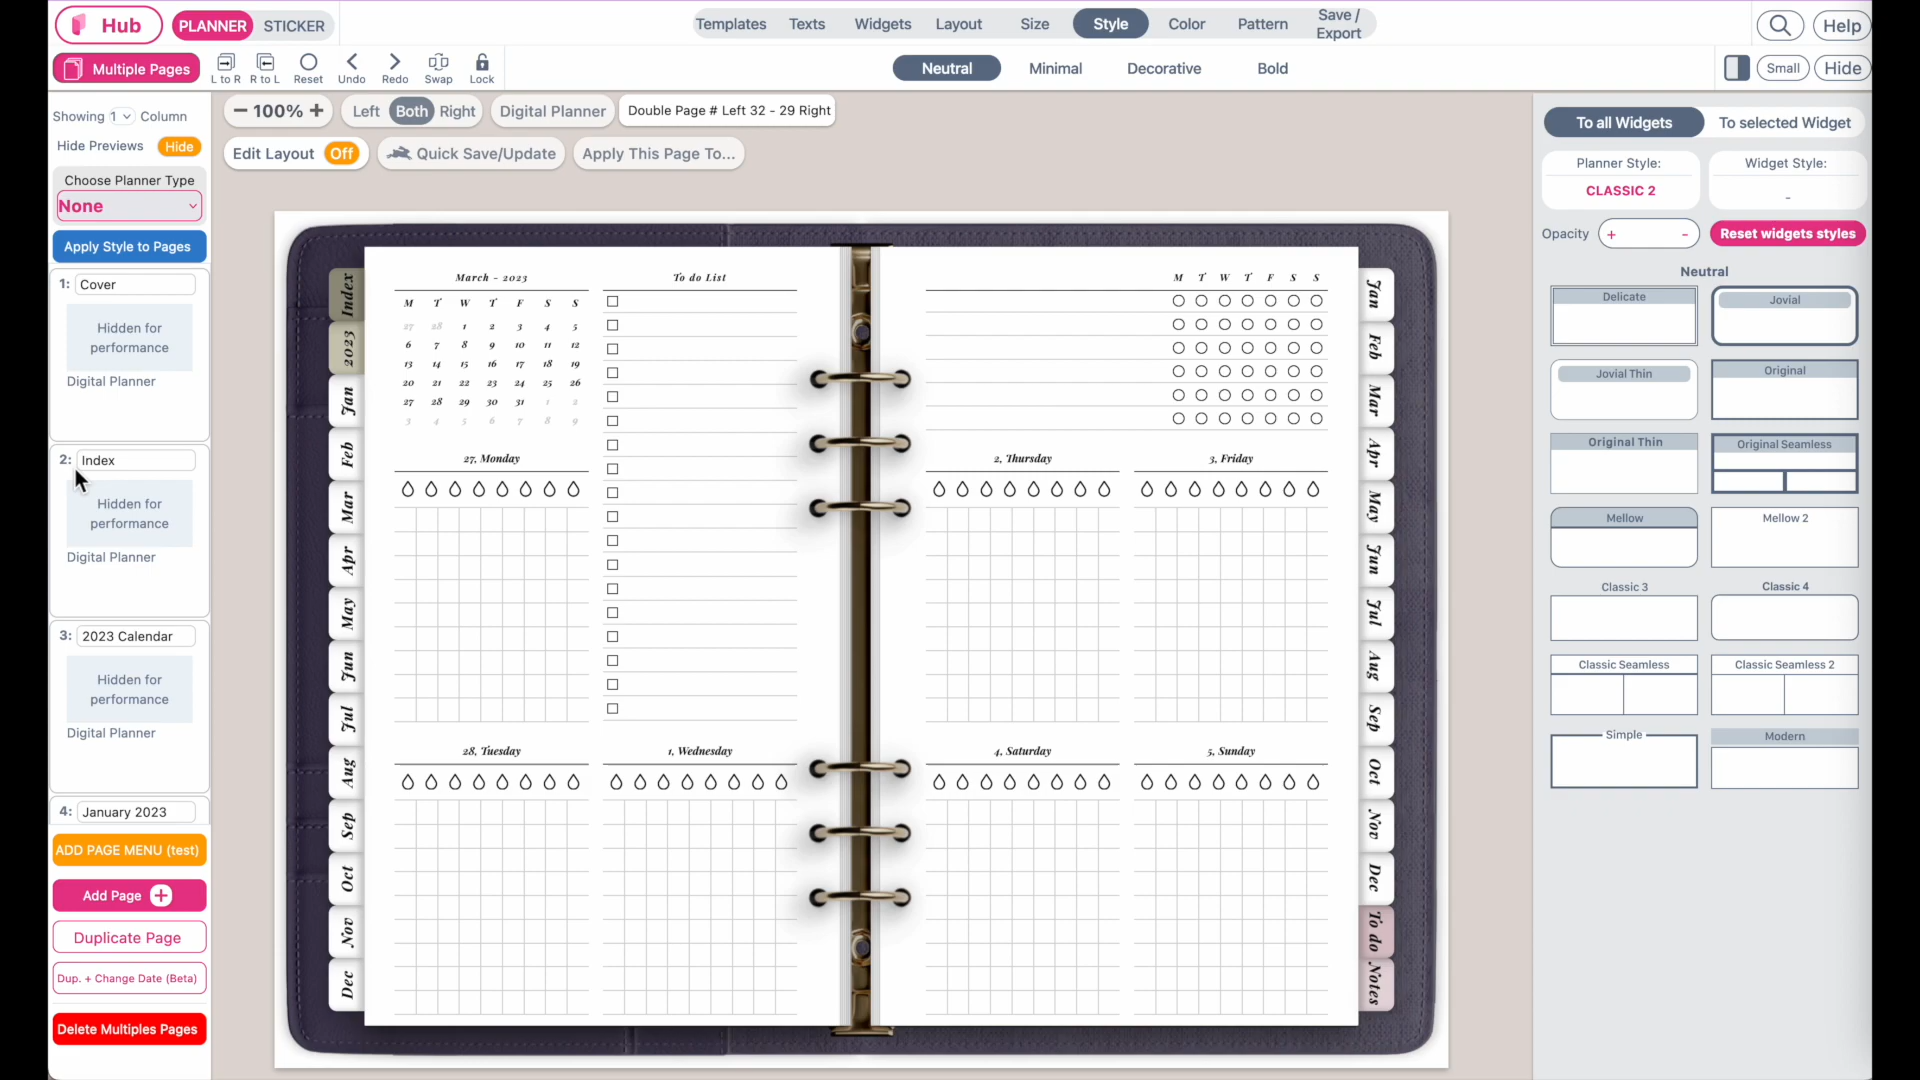 Hub
PLANNER
STICKER
Templates
Texts
Widgets
Layout
Size
Style
Color
Pattern
Save /
Export
Help
Multiple Pages
L to R
R to L
Reset
Undo
Redo
Swap
Lock
Neutral
Minimal
Decorative
Bold
Small
Hide
Showing 1 Column
Hide Previews
Hide
Choose Planner Type
None
Apply Style to Pages
1: Cover
Hidden for
performance
Digital Planner
2: Index
Hidden for
performance
Digital Planner
3: 2023 Calendar
Hidden for
performance
Digital Planner
4: January 2023
ADD PAGE MENU (test)
Add Page +
Duplicate Page
Dup. + Change Date (Beta)
Delete Multiples Pages
− 100% +
Left
Both
Right
Digital Planner
Double Page # Left 32 - 29 Right
Edit Layout
Off
Quick Save/Update
Apply This Page To...
Index
2023
Jan
Feb
Mar
Apr
May
Jun
Jul
Aug
Sep
Oct
Nov
Dec
March - 2023
M T W T F S S
27 28 1 2 3 4 5
6 7 8 9 10 11 12
13 14 15 16 17 18 19
20 21 22 23 24 25 26
27 28 29 30 31 1 2
3 4 5 6 7 8 9
To do List
27, Monday
28, Tuesday
1, Wednesday
M T W T F S S
2, Thursday
3, Friday
4, Saturday
5, Sunday
Jan
Feb
Mar
Apr
May
Jun
Jul
Aug
Sep
Oct
Nov
Dec
To do
Notes
To all Widgets
To selected Widget
Planner Style:
CLASSIC 2
Widget Style:
-
Opacity
+
-
Reset widgets styles
Neutral
Delicate
Jovial
Jovial Thin
Original
Original Thin
Original Seamless
Mellow
Mellow 2
Classic 3
Classic 4
Classic Seamless
Classic Seamless 2
Simple
Modern